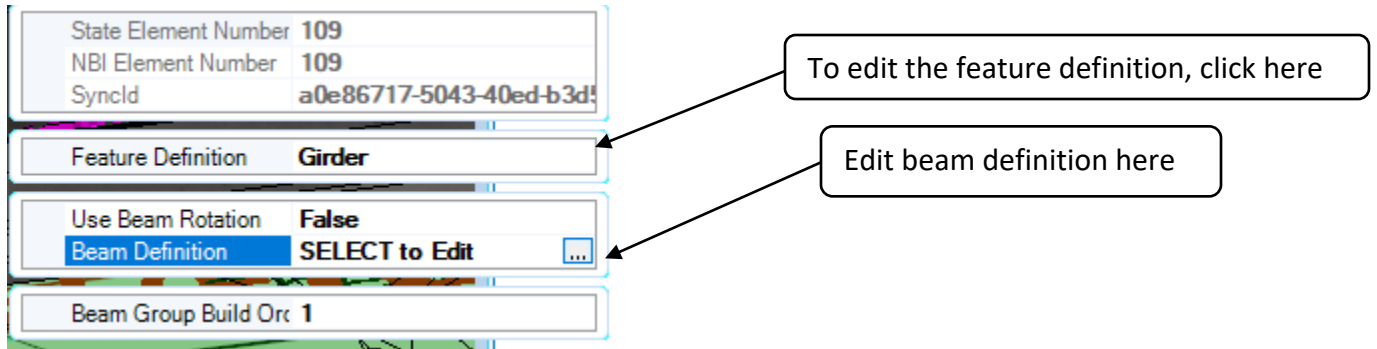 State Element Number 109
NBI Element Number 109
SyncId a0e86717-5043-40ed-b3d5
To edit the feature definition, click here
Feature Definition Girder
Edit beam definition here
Use Beam Rotation False
Beam Definition SELECT to Edit ...
Beam Group Build Orc 1